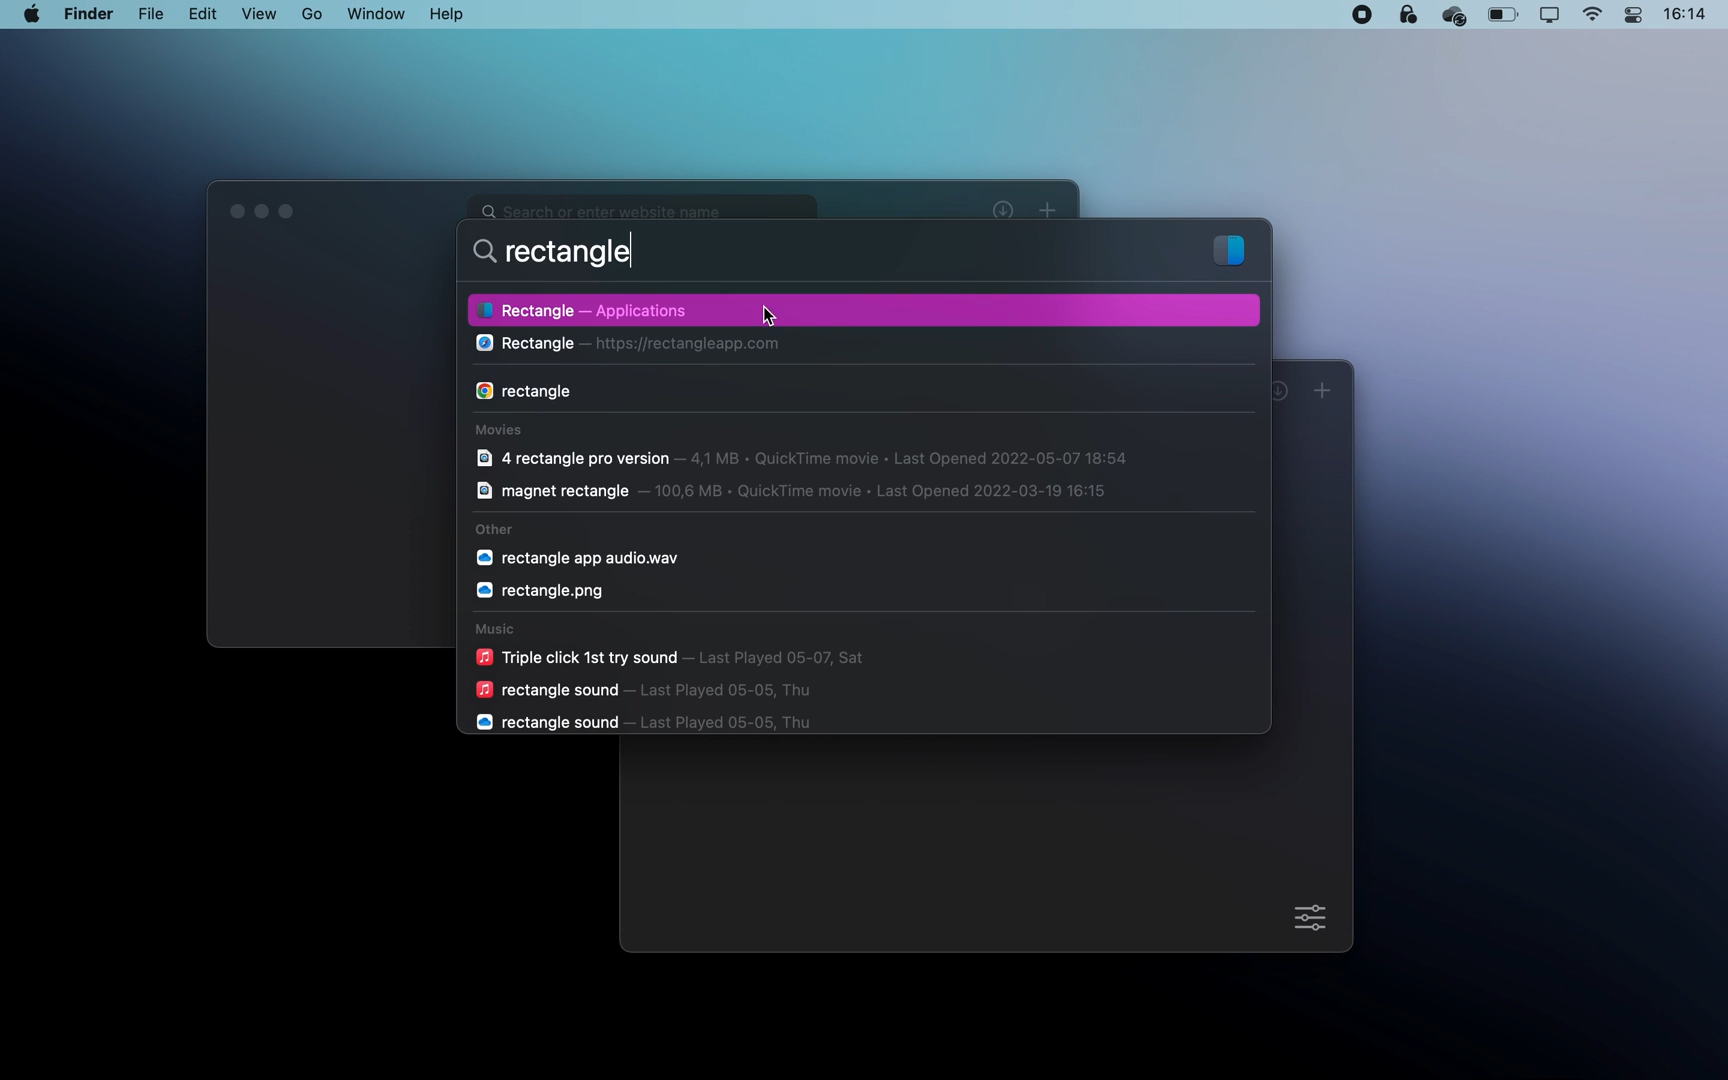 Finder File Edit View Go Window Help 16:14
Search or enter website name
rectangle
Rectangle — Applications
Rectangle — https://rectangleapp.com
rectangle
Movies
4 rectangle pro version — 4,1 MB • QuickTime movie • Last Opened 2022-05-07 18:54
magnet rectangle — 100,6 MB • QuickTime movie • Last Opened 2022-03-19 16:15
Other
rectangle app audio.wav
rectangle.png
Music
Triple click 1st try sound — Last Played 05-07, Sat
rectangle sound — Last Played 05-05, Thu
rectangle sound — Last Played 05-05, Thu